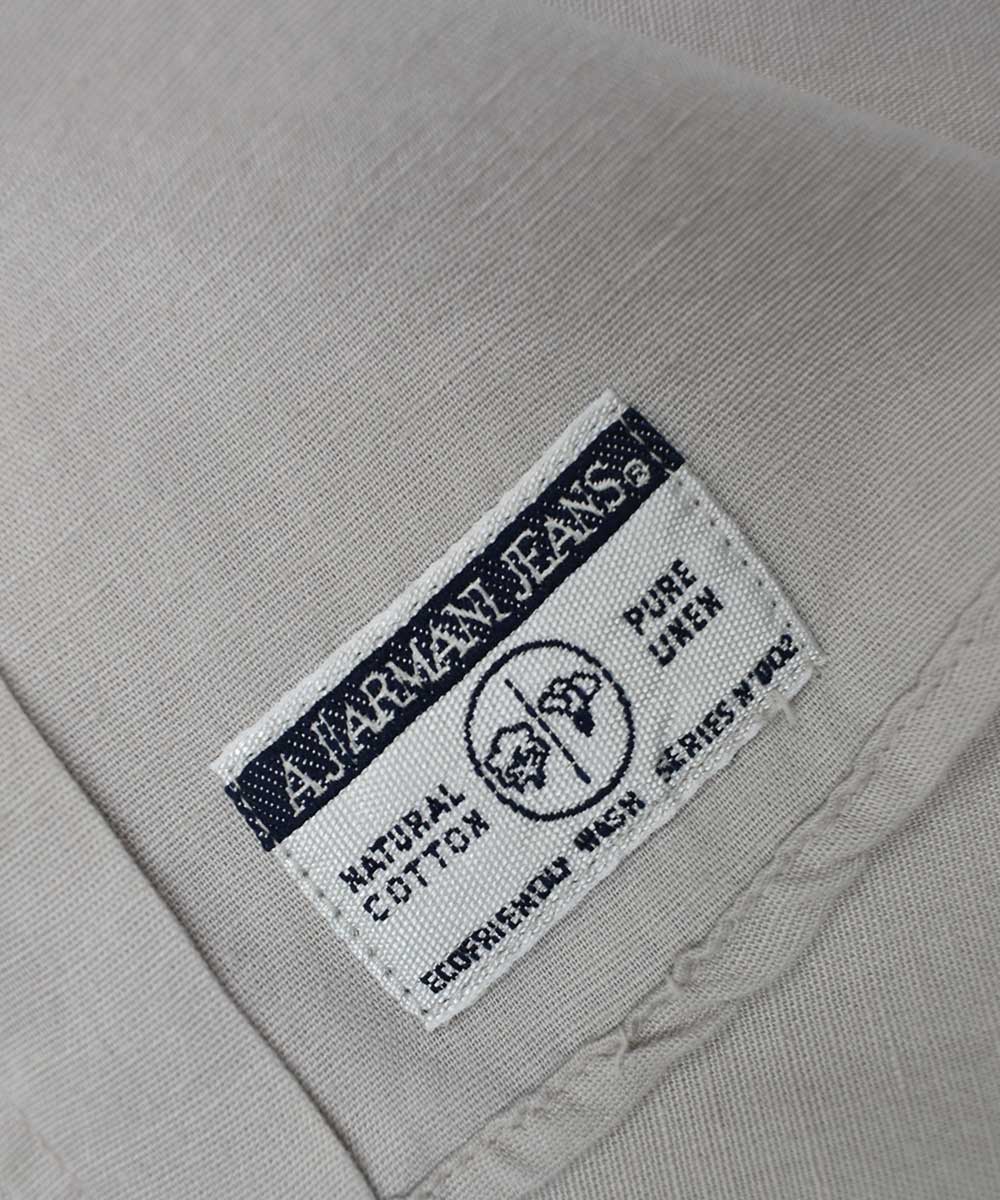 AJ|ARMANI JEANS®
NATURAL
COTTON
PURE
LINEN
ECOFRIENDLY WASH SERIES N°002